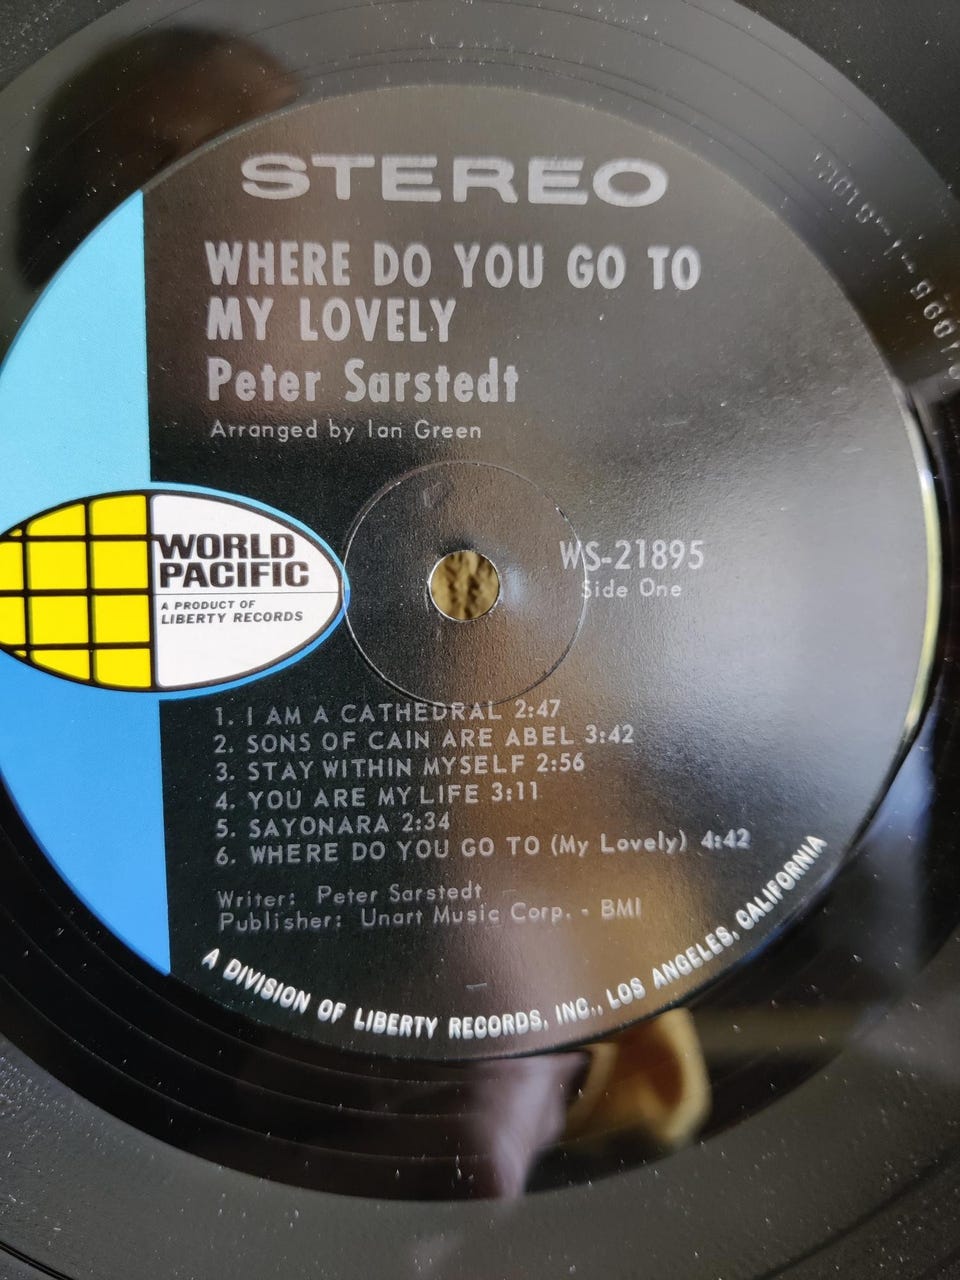 STEREO
WHERE DO YOU GO TO
MY LOVELY
Peter Sarstedt
Arranged by Ian Green
WORLD
PACIFIC
A PRODUCT OF
LIBERTY RECORDS
WS-21895
Side One
1. I AM A CATHEDRAL 2:47
2. SONS OF CAIN ARE ABEL 3:42
3. STAY WITHIN MYSELF 2:56
4. YOU ARE MY LIFE 3:11
5. SAYONARA 2:34
6. WHERE DO YOU GO TO (My Lovely) 4:42
Writer: Peter Sarstedt
Publisher: Unart Music Corp. - BMI
A DIVISION OF LIBERTY RECORDS, INC., LOS ANGELES, CALIFORNIA